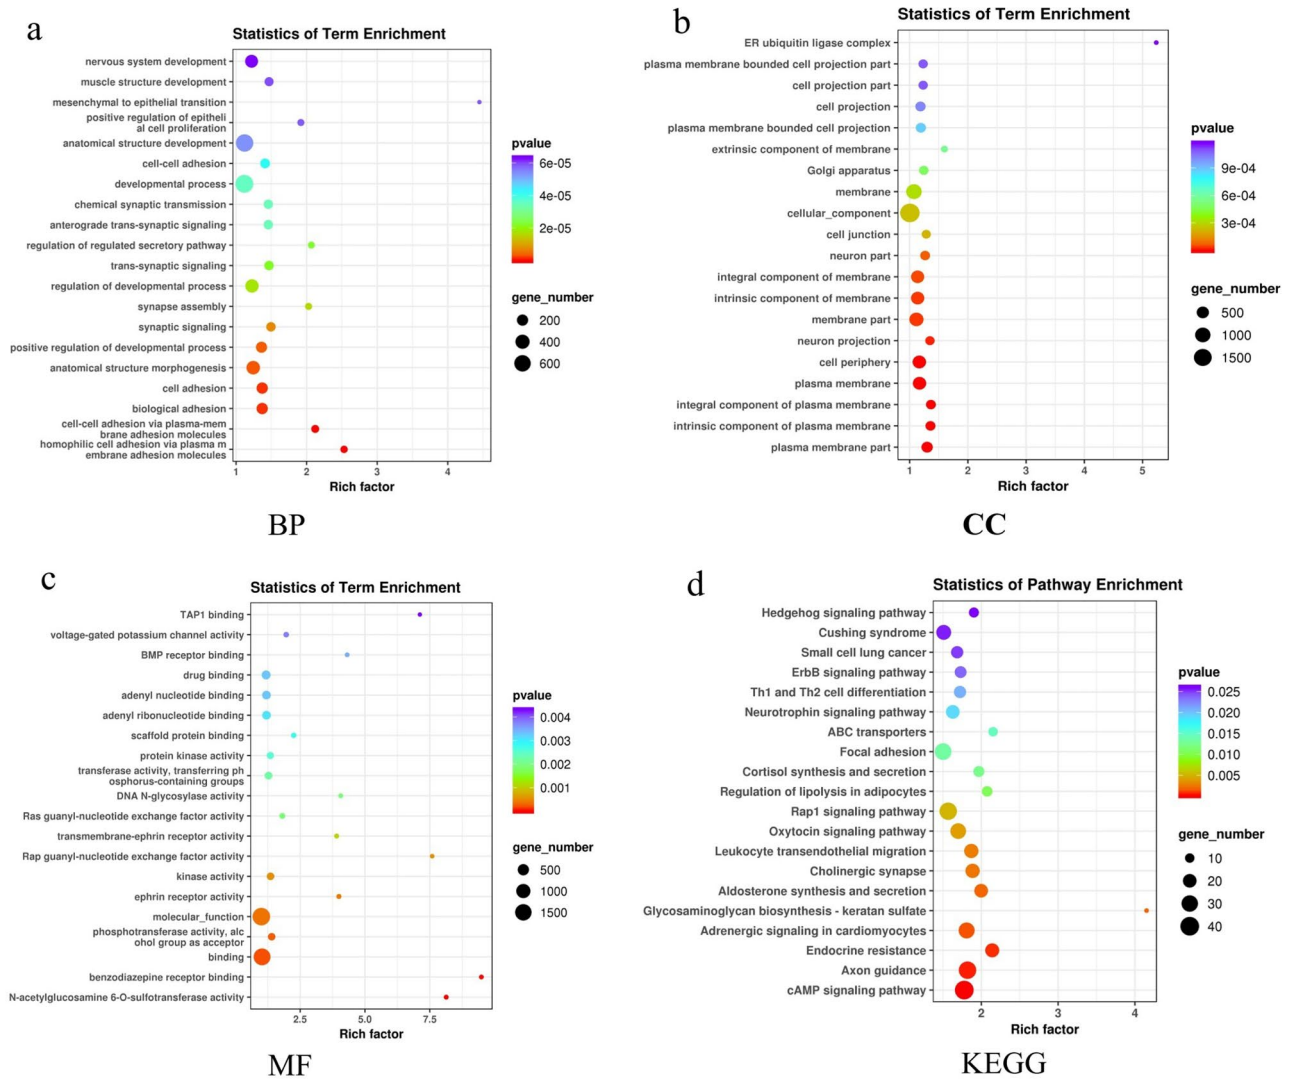 a
Statistics of Term Enrichment
nervous system development
muscle structure development
mesenchymal to epithelial transition
positive regulation of epitheli
al cell proliferation
anatomical structure development
cell-cell adhesion
developmental process
chemical synaptic transmission
anterograde trans-synaptic signaling
regulation of regulated secretory pathway
trans-synaptic signaling
regulation of developmental process
synapse assembly
synaptic signaling
positive regulation of developmental process
anatomical structure morphogenesis
cell adhesion
biological adhesion
cell-cell adhesion via plasma-mem
brane adhesion molecules
homophilic cell adhesion via plasma m
embrane adhesion molecules
1 2 3 4
Rich factor
pvalue
6e-05
4e-05
2e-05
gene_number
200
400
600
BP
b
Statistics of Term Enrichment
ER ubiquitin ligase complex
plasma membrane bounded cell projection part
cell projection part
cell projection
plasma membrane bounded cell projection
extrinsic component of membrane
Golgi apparatus
membrane
cellular_component
cell junction
neuron part
integral component of membrane
intrinsic component of membrane
membrane part
neuron projection
cell periphery
plasma membrane
integral component of plasma membrane
intrinsic component of plasma membrane
plasma membrane part
1 2 3 4 5
Rich factor
pvalue
9e-04
6e-04
3e-04
gene_number
500
1000
1500
CC
c
Statistics of Term Enrichment
TAP1 binding
voltage-gated potassium channel activity
BMP receptor binding
drug binding
adenyl nucleotide binding
adenyl ribonucleotide binding
scaffold protein binding
protein kinase activity
transferase activity, transferring ph
osphorus-containing groups
DNA N-glycosylase activity
Ras guanyl-nucleotide exchange factor activity
transmembrane-ephrin receptor activity
Rap guanyl-nucleotide exchange factor activity
kinase activity
ephrin receptor activity
molecular_function
phosphotransferase activity, alc
ohol group as acceptor
binding
benzodiazepine receptor binding
N-acetylglucosamine 6-O-sulfotransferase activity
2.5 5.0 7.5
Rich factor
pvalue
0.004
0.003
0.002
0.001
gene_number
500
1000
1500
MF
d
Statistics of Pathway Enrichment
Hedgehog signaling pathway
Cushing syndrome
Small cell lung cancer
ErbB signaling pathway
Th1 and Th2 cell differentiation
Neurotrophin signaling pathway
ABC transporters
Focal adhesion
Cortisol synthesis and secretion
Regulation of lipolysis in adipocytes
Rap1 signaling pathway
Oxytocin signaling pathway
Leukocyte transendothelial migration
Cholinergic synapse
Aldosterone synthesis and secretion
Glycosaminoglycan biosynthesis - keratan sulfate
Adrenergic signaling in cardiomyocytes
Endocrine resistance
Axon guidance
cAMP signaling pathway
2 3 4
Rich factor
pvalue
0.025
0.020
0.015
0.010
0.005
gene_number
10
20
30
40
KEGG